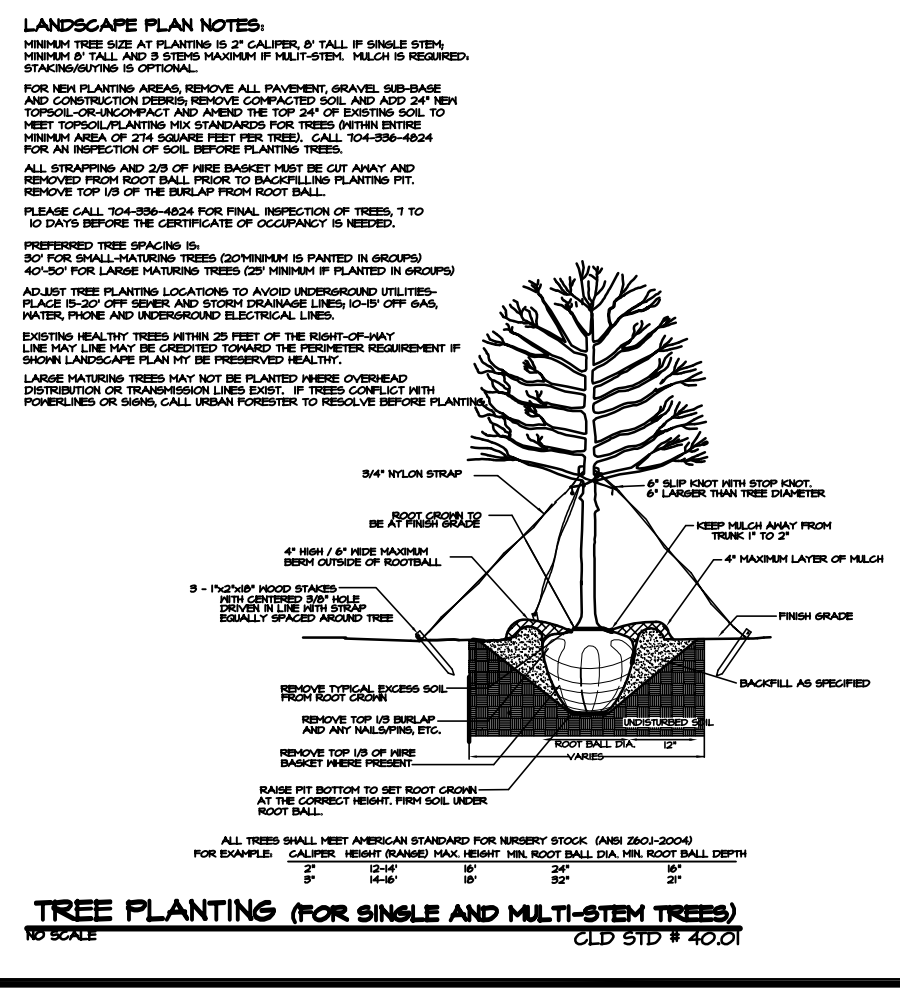 LANDSCAPE PLAN NOTES:
MINIMUM TREE SIZE AT PLANTING IS 2" CALIPER, 8' TALL IF SINGLE STEM;
MINIMUM 8' TALL AND 3 STEMS MAXIMUM IF MULIT-STEM. MULCH IS REQUIRED;
STAKING/GUYING IS OPTIONAL.
FOR NEW PLANTING AREAS, REMOVE ALL PAVEMENT, GRAVEL SUB-BASE
AND CONSTRUCTION DEBRIS; REMOVE COMPACTED SOIL AND ADD 24" NEW
TOPSOIL-OR-UNCOMPACT AND AMEND THE TOP 24" OF EXISTING SOIL TO
MEET TOPSOIL/PLANTING MIX STANDARDS FOR TREES (WITHIN ENTIRE
MINIMUM AREA OF 274 SQUARE FEET PER TREE). CALL 704-336-4824
FOR AN INSPECTION OF SOIL BEFORE PLANTING TREES.
ALL STRAPPING AND 2/3 OF WIRE BASKET MUST BE CUT AWAY AND
REMOVED FROM ROOT BALL PRIOR TO BACKFILLING PLANTING PIT.
REMOVE TOP 1/3 OF THE BURLAP FROM ROOT BALL.
PLEASE CALL 704-336-4824 FOR FINAL INSPECTION OF TREES, 7 TO
10 DAYS BEFORE THE CERTIFICATE OF OCCUPANCY IS NEEDED.
PREFERRED TREE SPACING IS:
30' FOR SMALL-MATURING TREES (20'MINIMUM IS PANTED IN GROUPS)
40'-50' FOR LARGE MATURING TREES (25' MINIMUM IF PLANTED IN GROUPS)
ADJUST TREE PLANTING LOCATIONS TO AVOID UNDERGROUND UTILITIES-
PLACE 15-20' OFF SEWER AND STORM DRAINAGE LINES; 10-15' OFF GAS,
WATER, PHONE AND UNDERGROUND ELECTRICAL LINES.
EXISTING HEALTHY TREES WITHIN 25 FEET OF THE RIGHT-OF-WAY
LINE MAY LINE MAY BE CREDITED TOWARD THE PERIMETER REQUIREMENT IF
SHOWN LANDSCAPE PLAN MY BE PRESERVED HEALTHY.
LARGE MATURING TREES MAY NOT BE PLANTED WHERE OVERHEAD
DISTRIBUTION OR TRANSMISSION LINES EXIST. IF TREES CONFLICT WITH
POWERLINES OR SIGNS, CALL URBAN FORESTER TO RESOLVE BEFORE PLANTING.
3/4" NYLON STRAP
6" SLIP KNOT WITH STOP KNOT.
6" LARGER THAN TREE DIAMETER
ROOT CROWN TO
BE AT FINISH GRADE
KEEP MULCH AWAY FROM
TRUNK 1" TO 2"
4" HIGH / 6" WIDE MAXIMUM
BERM OUTSIDE OF ROOTBALL
4" MAXIMUM LAYER OF MULCH
3 - 1"x2"x18" WOOD STAKES
WITH CENTERED 3/8" HOLE
DRIVEN IN LINE WITH STRAP
EQUALLY SPACED AROUND TREE
FINISH GRADE
BACKFILL AS SPECIFIED
REMOVE TYPICAL EXCESS SOIL
FROM ROOT CROWN
REMOVE TOP 1/3 BURLAP
AND ANY NAILS/PINS, ETC.
UNDISTURBED SOIL
ROOT BALL DIA. 12"
VARIES
REMOVE TOP 1/3 OF WIRE
BASKET WHERE PRESENT
RAISE PIT BOTTOM TO SET ROOT CROWN
AT THE CORRECT HEIGHT. FIRM SOIL UNDER
ROOT BALL.
ALL TREES SHALL MEET AMERICAN STANDARD FOR NURSERY STOCK (ANSI Z60.1-2004)
FOR EXAMPLE: CALIPER HEIGHT (RANGE) MAX. HEIGHT MIN. ROOT BALL DIA. MIN. ROOT BALL DEPTH
2" 12-14' 16' 24" 16"
3" 14-16' 18' 32" 21"
TREE PLANTING (FOR SINGLE AND MULTI-STEM TREES)
NO SCALE
CLD STD # 40.01